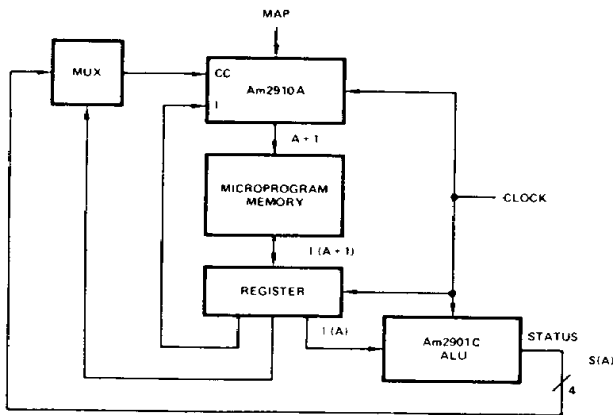 MAP
MUX
CC
Am2910A
I
A + 1
MICROPROGRAM
MEMORY
CLOCK
I (A + 1)
REGISTER
I (A)
Am2901C
ALU
STATUS
S(A)
4